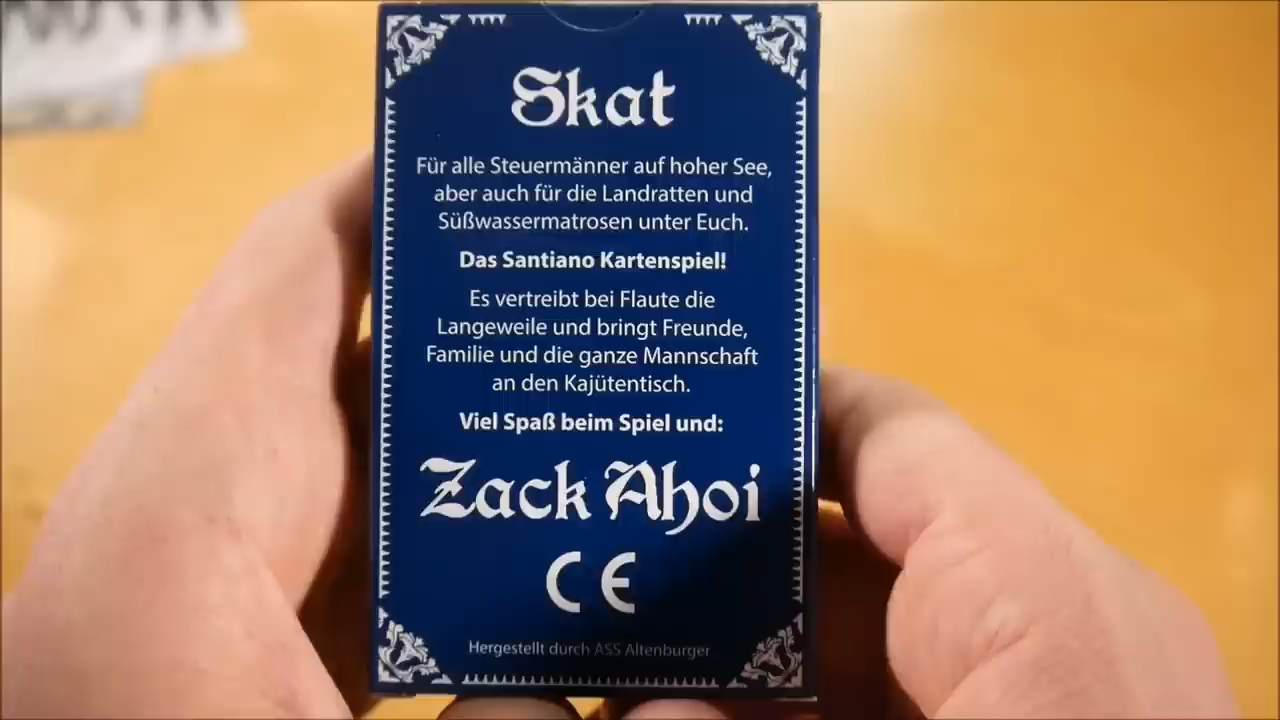 Skat
Für alle Steuermänner auf hoher See,
aber auch für die Landratten und
Süßwassermatrosen unter Euch.
Das Santiano Kartenspiel!
Es vertreibt bei Flaute die
Langeweile und bringt Freunde,
Familie und die ganze Mannschaft
an den Kajütentisch.
Viel Spaß beim Spiel und:
Zack Ahoi
CE
Hergestellt durch ASS Altenburger